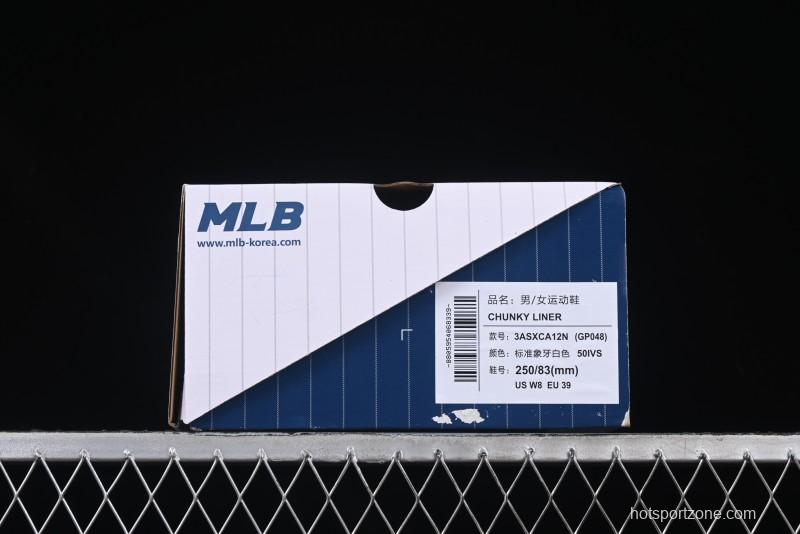 MLB
www.mlb-korea.com
品名：男/女运动鞋
CHUNKY LINER
款号：3ASXCA12N (GP048)
颜色：标准象牙白色 50IVS
鞋号：250/83(mm)
US W8 EU 39
hotsportzone.com